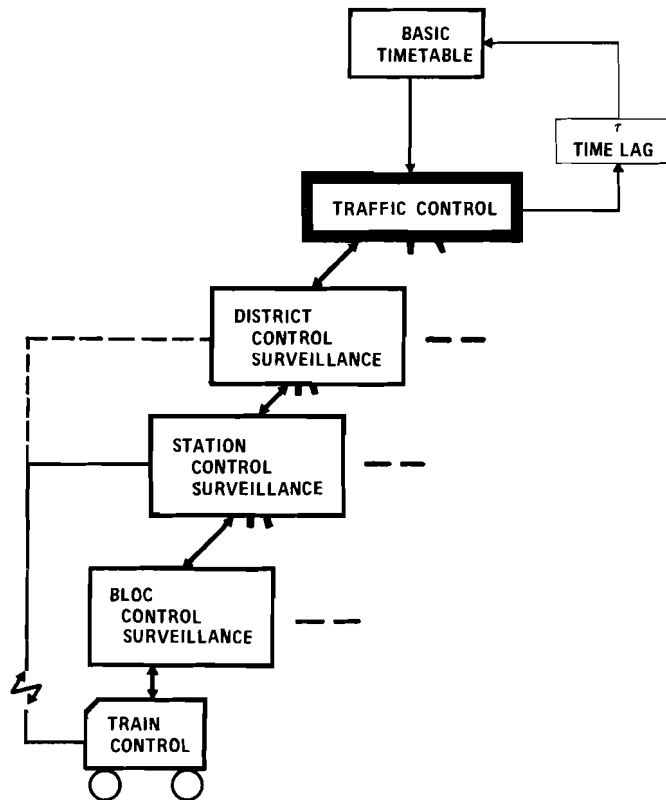 BASIC
TIMETABLE
τ
TIME LAG
TRAFFIC CONTROL
DISTRICT
CONTROL
SURVEILLANCE
STATION
CONTROL
SURVEILLANCE
BLOC
CONTROL
SURVEILLANCE
TRAIN
CONTROL